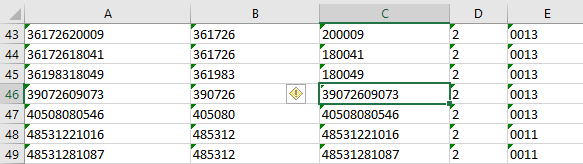 A B C D E
43 36172620009 361726 200009 2 0013
44 36172618041 361726 180041 2 0013
45 36198318049 361983 180049 2 0013
46 39072609073 390726 39072609073 2 0013
47 40508080546 405080 40508080546 2 0013
48 48531221016 485312 48531221016 2 0011
49 48531281087 485312 48531281087 2 0011